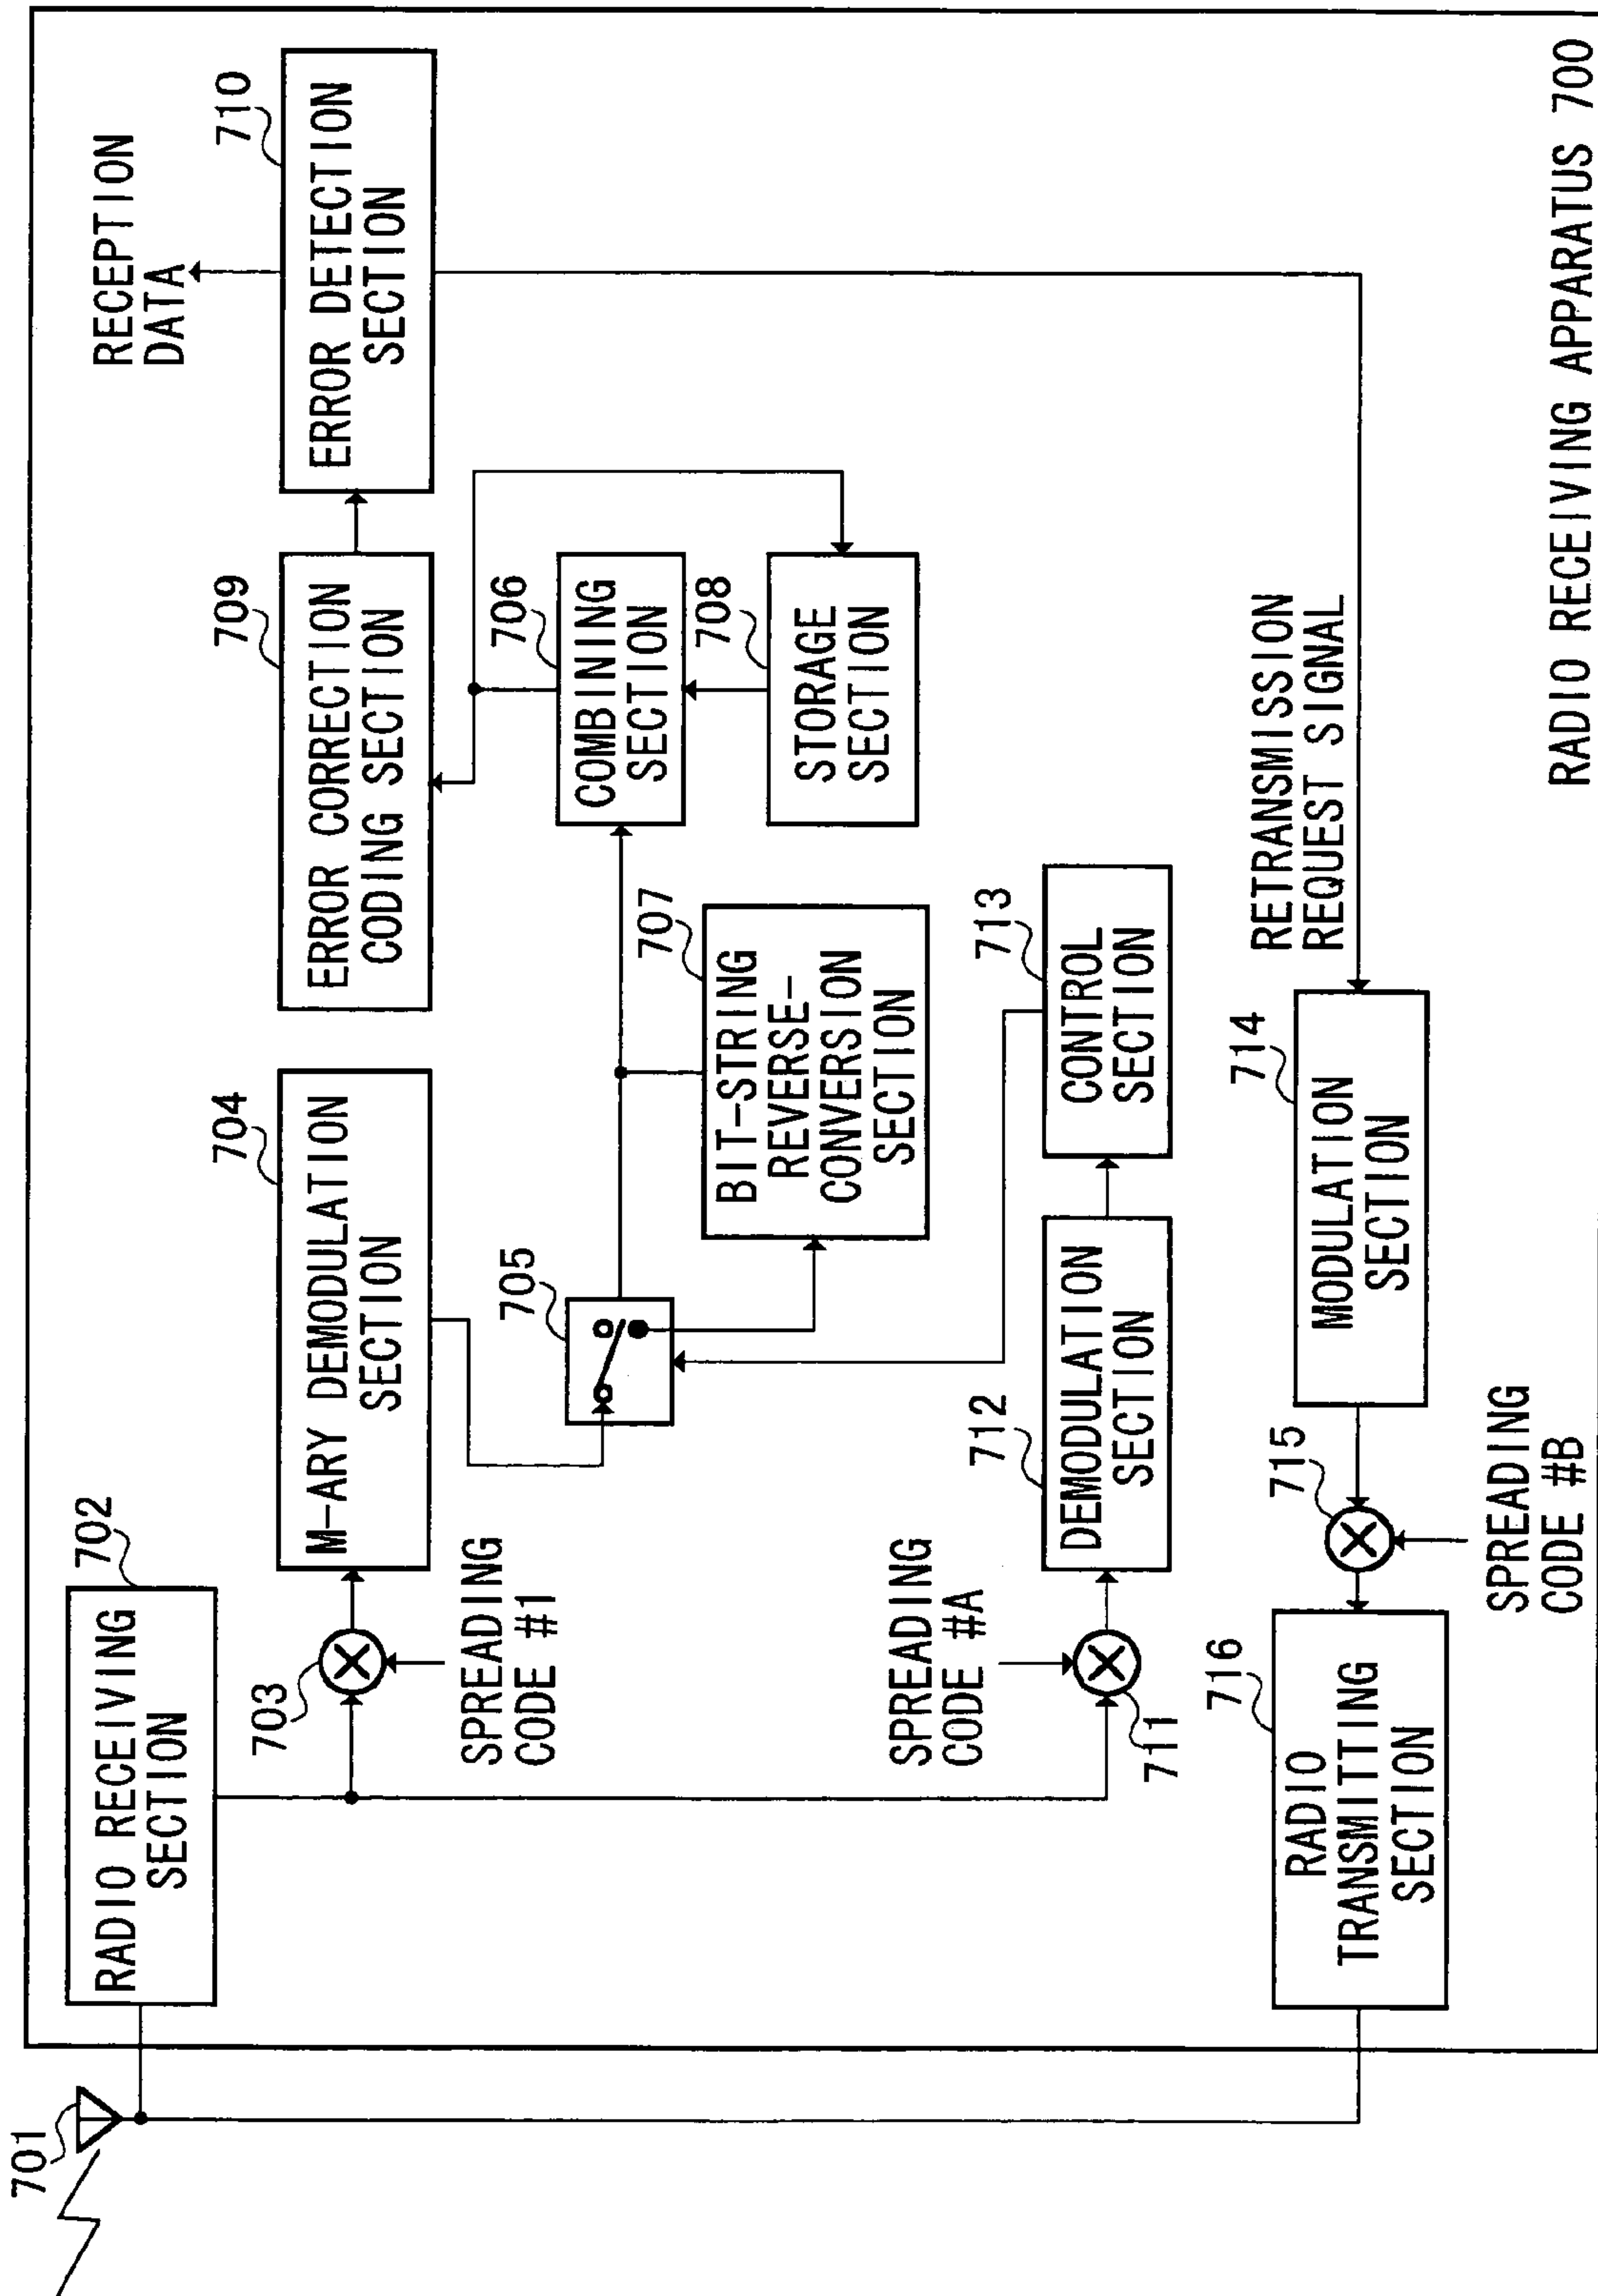 701
702
RADIO RECEIVING
SECTION
703
SPREADING
CODE #1
704
M-ARY DEMODULATION
SECTION
705
709
ERROR CORRECTION
CODING SECTION
710
ERROR DETECTION
SECTION
RECEPTION
DATA
706
COMBINING
SECTION
707
BIT-STRING
REVERSE-
CONVERSION
SECTION
708
STORAGE
SECTION
SPREADING
CODE #A
711
712
DEMODULATION
SECTION
713
CONTROL
SECTION
RETRANSMISSION
REQUEST SIGNAL
716
RADIO
TRANSMITTING
SECTION
715
SPREADING
CODE #B
714
MODULATION
SECTION
RADIO RECEIVING APPARATUS 700